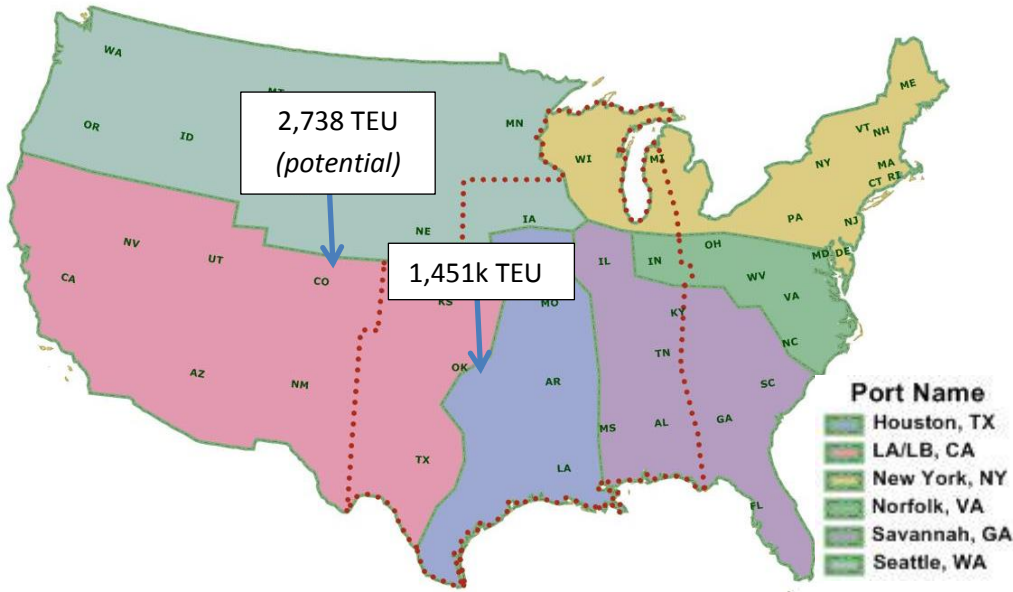 WA
ME
MT
VT
NH
OR
ID
MN
2,738 TEU
(potential)
WI
MI
NY
MA
CT RI
PA
NJ
NV
UT
NE
IA
OH
MD
DE
CA
CO
1,451k TEU
IL
IN
WV
KS
MO
VA
KY
NC
OK
TN
AZ
NM
AR
SC
MS
AL
GA
TX
LA
FL
Port Name
Houston, TX
LA/LB, CA
New York, NY
Norfolk, VA
Savannah, GA
Seattle, WA